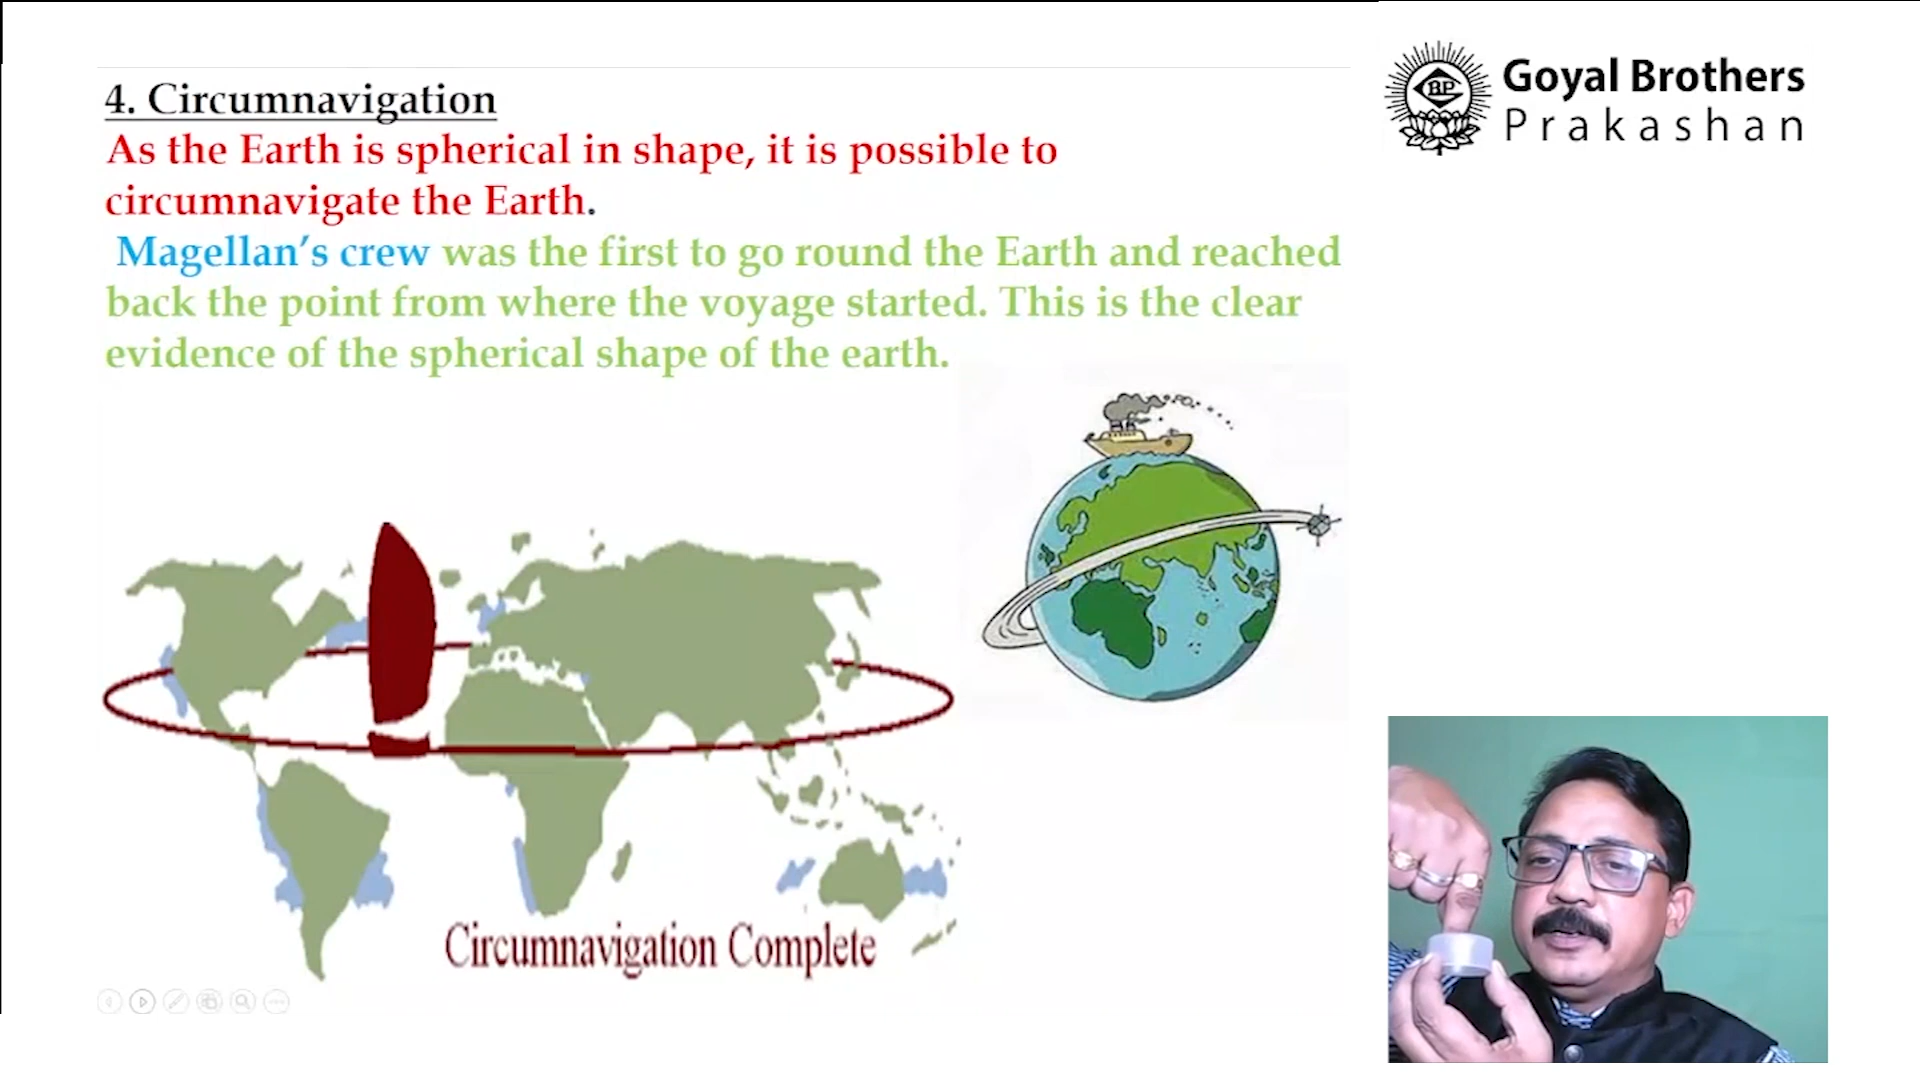 4. Circumnavigation
As the Earth is spherical in shape, it is possible to
circumnavigate the Earth.
Magellan’s crew was the first to go round the Earth and reached
back the point from where the voyage started. This is the clear
evidence of the spherical shape of the earth.
Circumnavigation Complete
BP
Goyal Brothers
Prakashan